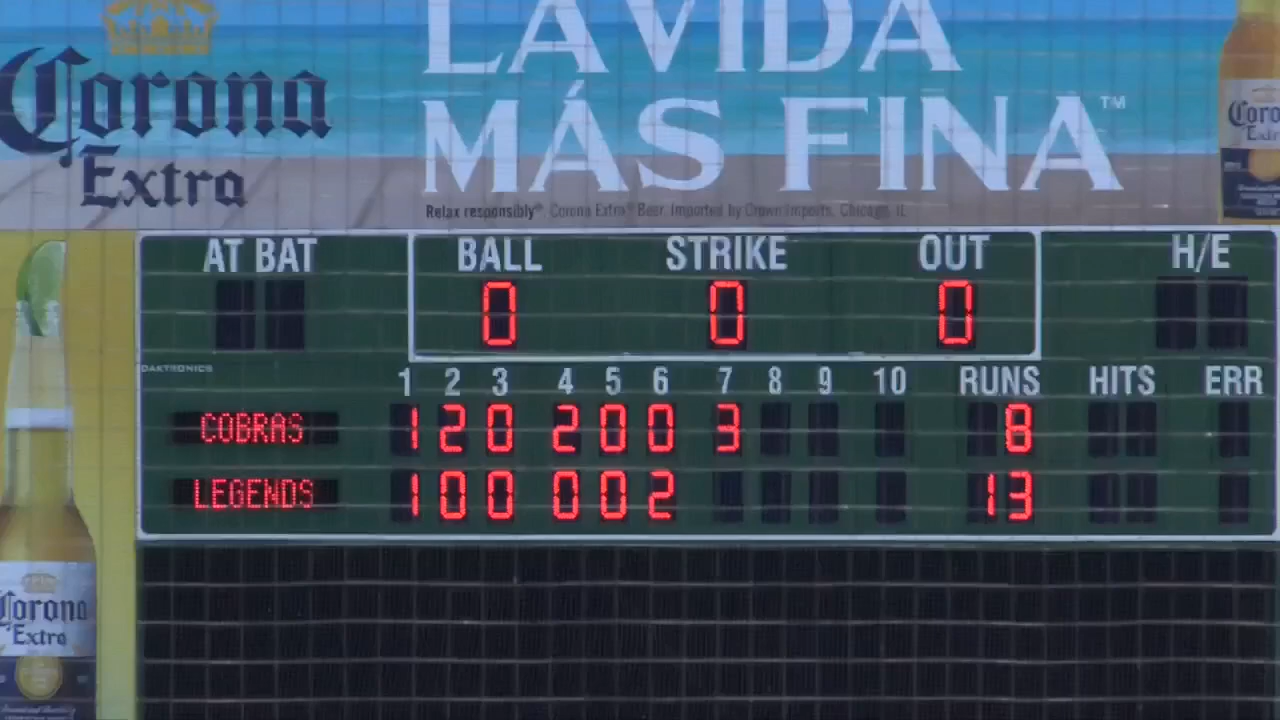 LA VIDA
MÁS FINA™
Corona
Extra
Relax responsibly®. Corona Extra® Beer. Imported by Crown Imports, Chicago, IL
AT BAT BALL STRIKE OUT H/E
0 0 0
DAKTRONICS
1 2 3 4 5 6 7 8 9 10 RUNS HITS ERR
COBRAS 1 2 0 2 0 0 3 8
LEGENDS 1 0 0 0 0 2 13
Corona
Extra